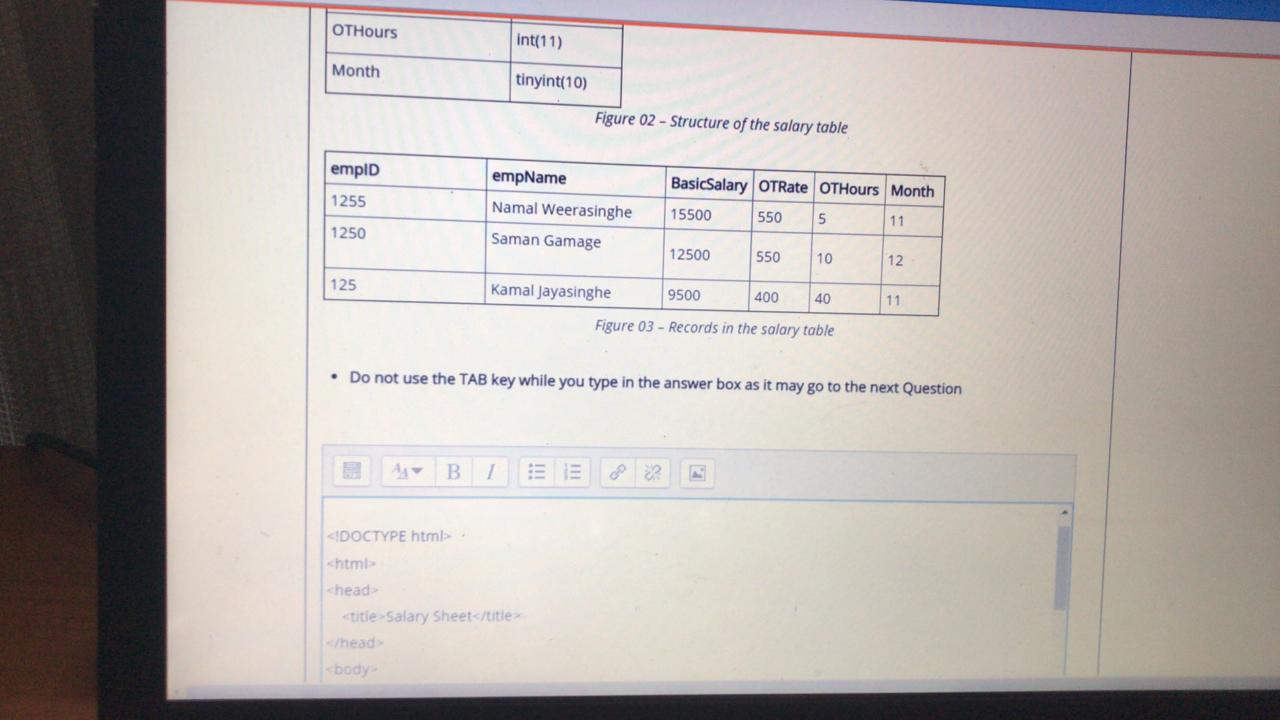 OTHours int(11)
Month tinyint(10)
Figure 02 – Structure of the salary table
empID empName BasicSalary OTRate OTHours Month
1255 Namal Weerasinghe 15500 550 5 11
1250 Saman Gamage 12500 550 10 12
125 Kamal Jayasinghe 9500 400 40 11
Figure 03 – Records in the salary table
• Do not use the TAB key while you type in the answer box as it may go to the next Question
B I
<!DOCTYPE html>
<html>
<head>
<title>Salary Sheet</title>
</head>
<body>